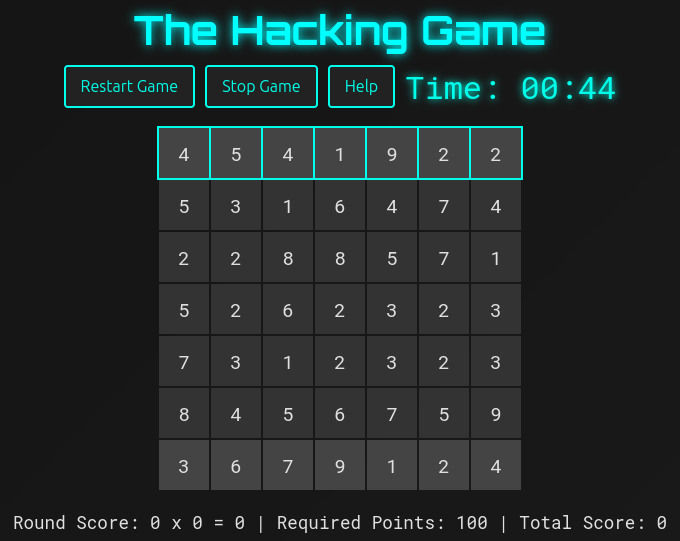 The Hacking Game
Restart Game Stop Game Help Time: 00:44
4 5 4 1 9 2 2
5 3 1 6 4 7 4
2 2 8 8 5 7 1
5 2 6 2 3 2 3
7 3 1 2 3 2 3
8 4 5 6 7 5 9
3 6 7 9 1 2 4
Round Score: 0 x 0 = 0 | Required Points: 100 | Total Score: 0